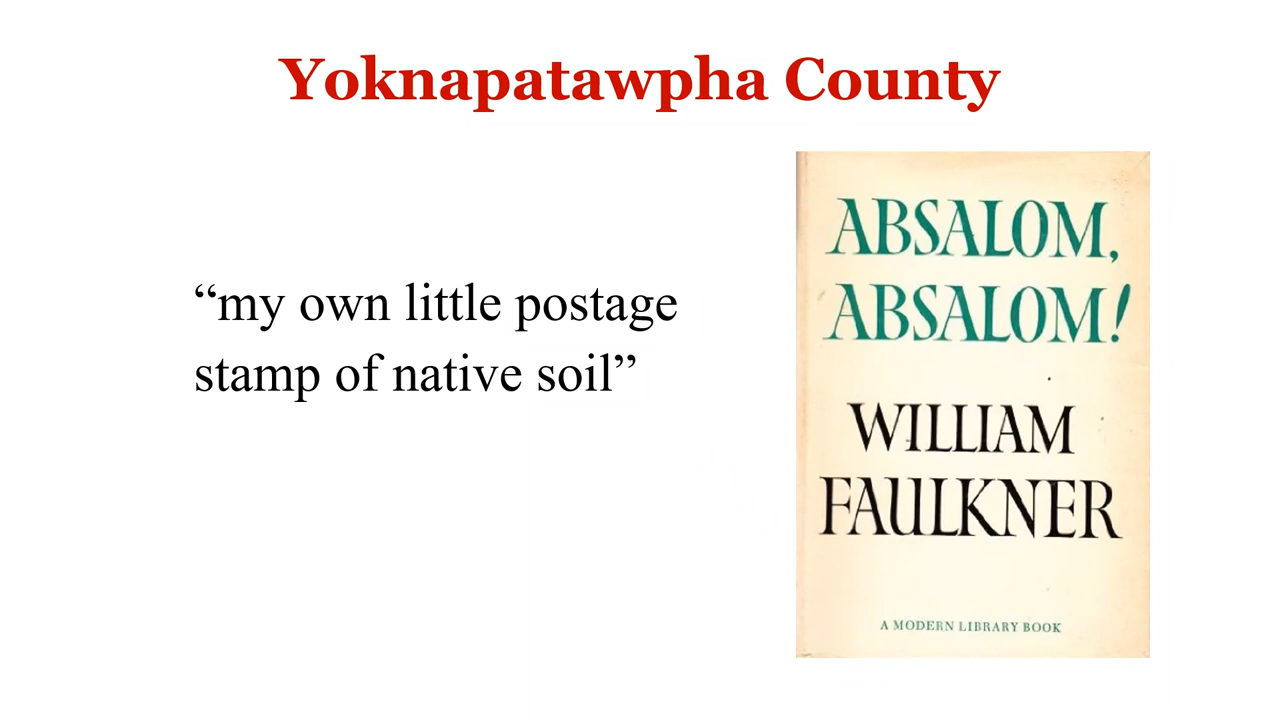 Yoknapatawpha County
“my own little postage
stamp of native soil”
ABSALOM,
ABSALOM!
WILLIAM
FAULKNER
A MODERN LIBRARY BOOK